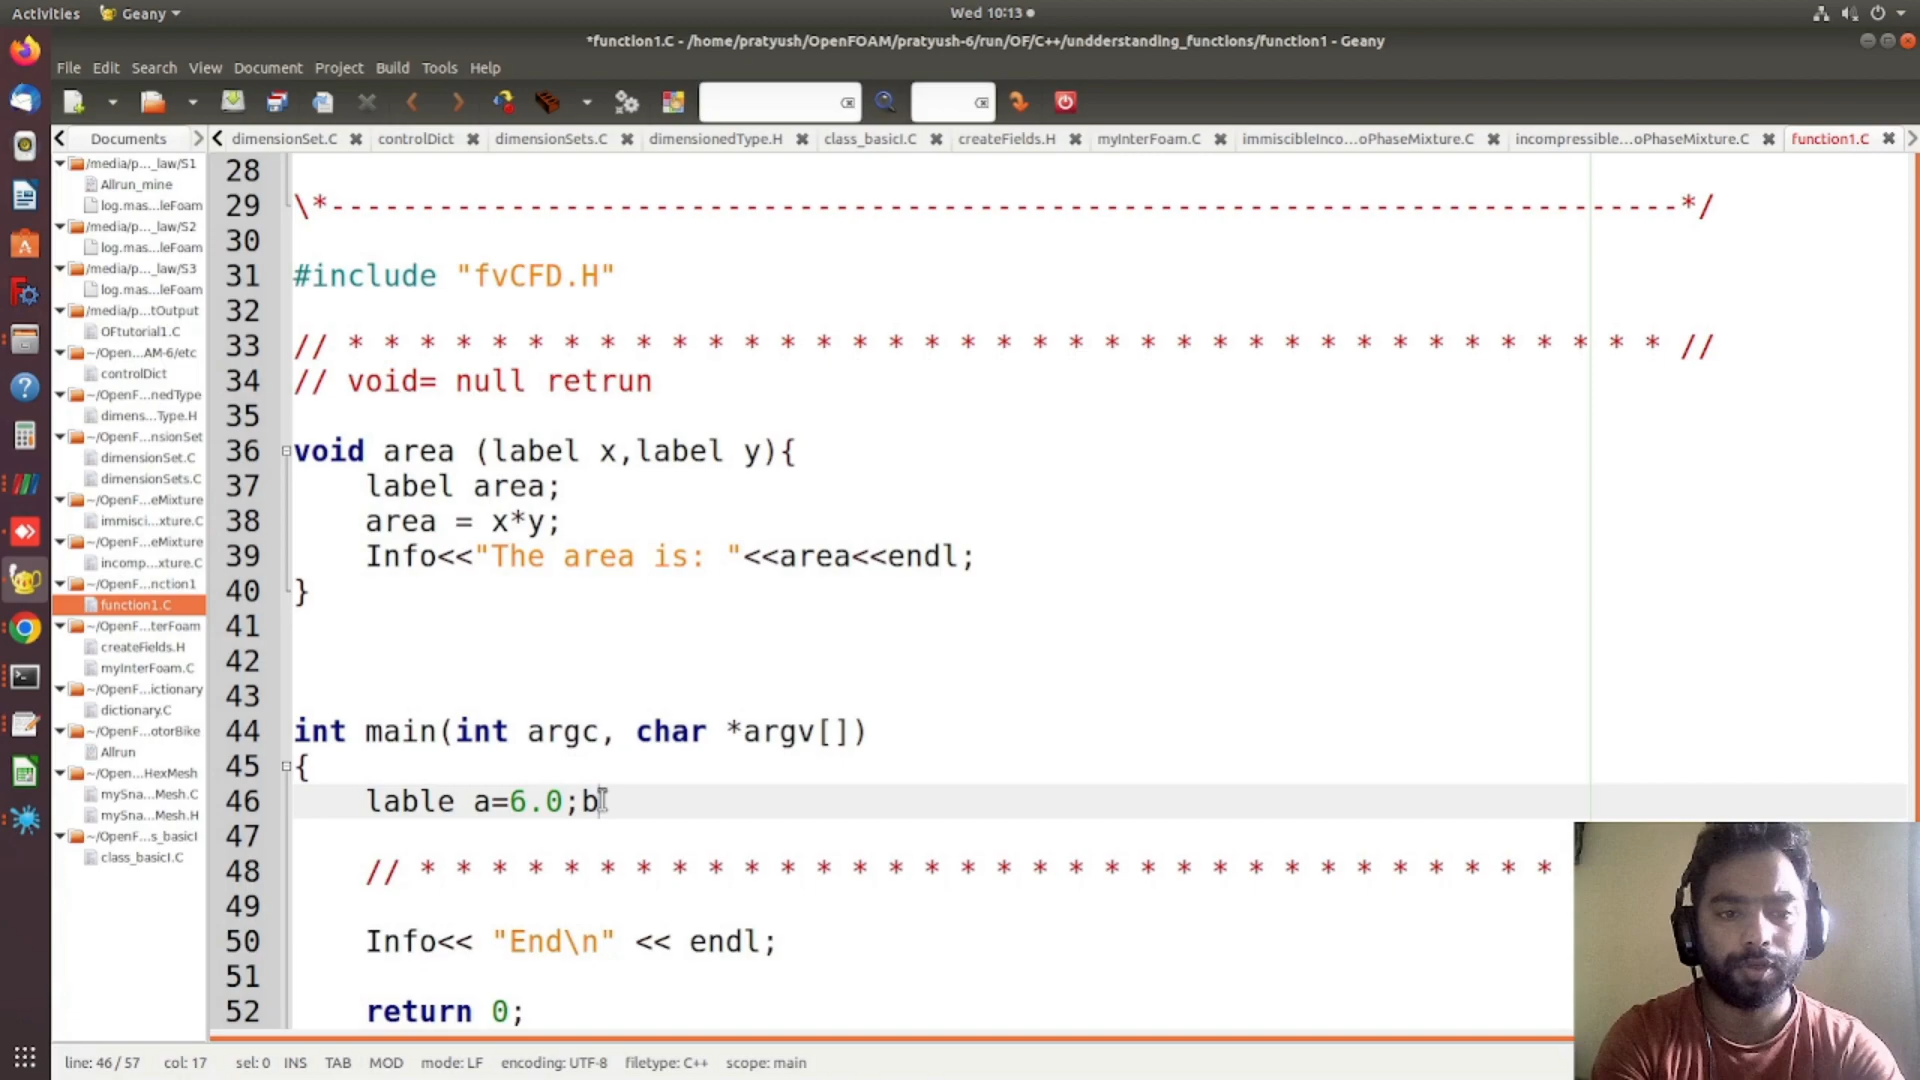 Activities Geany Wed 10:13
*function1.C - /home/pratyush/OpenFOAM/pratyush-6/run/OF/C++/undderstanding_functions/function1 - Geany
File Edit Search View Document Project Build Tools Help
Documents dimensionSet.C controlDict dimensionSets.C dimensionedType.H class_basicI.C createFields.H myInterFoam.C immiscibleInco...oPhaseMixture.C incompressible...oPhaseMixture.C function1.C
/media/p..._law/S1
Allrun_mine
log.mas...leFoam
/media/p..._law/S2
log.mas...leFoam
/media/p..._law/S3
log.mas...leFoam
/media/p...tOutput
OFtutorial1.C
~/Open...AM-6/etc
controlDict
~/OpenF...nedType
dimens...Type.H
~/OpenF...nsionSet
dimensionSet.C
dimensionSets.C
~/OpenF...eMixture
immisci...xture.C
~/OpenF...eMixture
incomp...xture.C
~/OpenF...nction1
function1.C
~/OpenF...terFoam
createFields.H
myInterFoam.C
~/OpenF...ictionary
dictionary.C
~/OpenF...otorBike
Allrun
~/Open...HexMesh
mySna...Mesh.C
mySna...Mesh.H
~/OpenF...s_basicI
class_basicI.C
28
29 \*---------------------------------------------------------------------------*/
30
31 #include "fvCFD.H"
32
33 // * * * * * * * * * * * * * * * * * * * * * * * * * * * * * * * * * * * * * //
34 // void= null retrun
35
36 void area (label x,label y){
37 label area;
38 area = x*y;
39 Info<<"The area is: "<<area<<endl;
40 }
41
42
43
44 int main(int argc, char *argv[])
45 {
46 lable a=6.0;b
47
48 // * * * * * * * * * * * * * * * * * * * * * * * * * * * * * * * *
49
50 Info<< "End\n" << endl;
51
52 return 0;
line: 46 / 57 col: 17 sel: 0 INS TAB MOD mode: LF encoding: UTF-8 filetype: C++ scope: main